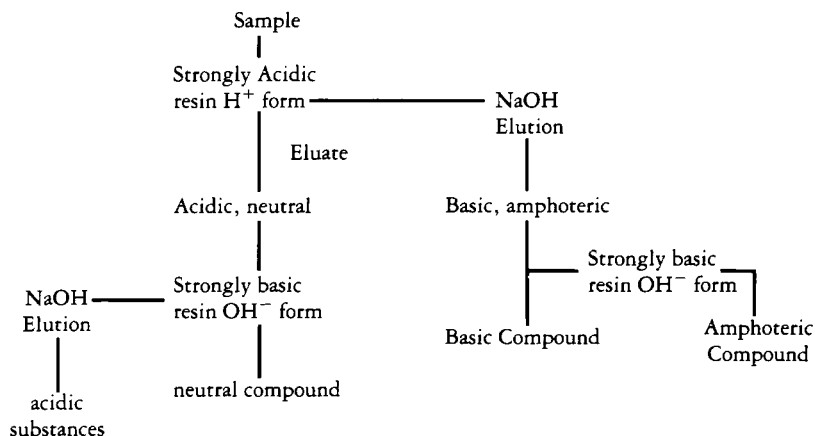 Sample
Strongly Acidic
resin H⁺ form
NaOH
Elution
Eluate
Acidic, neutral
Basic, amphoteric
NaOH
Elution
Strongly basic
resin OH⁻ form
Strongly basic
resin OH⁻ form
Basic Compound
Amphoteric
Compound
acidic
substances
neutral compound